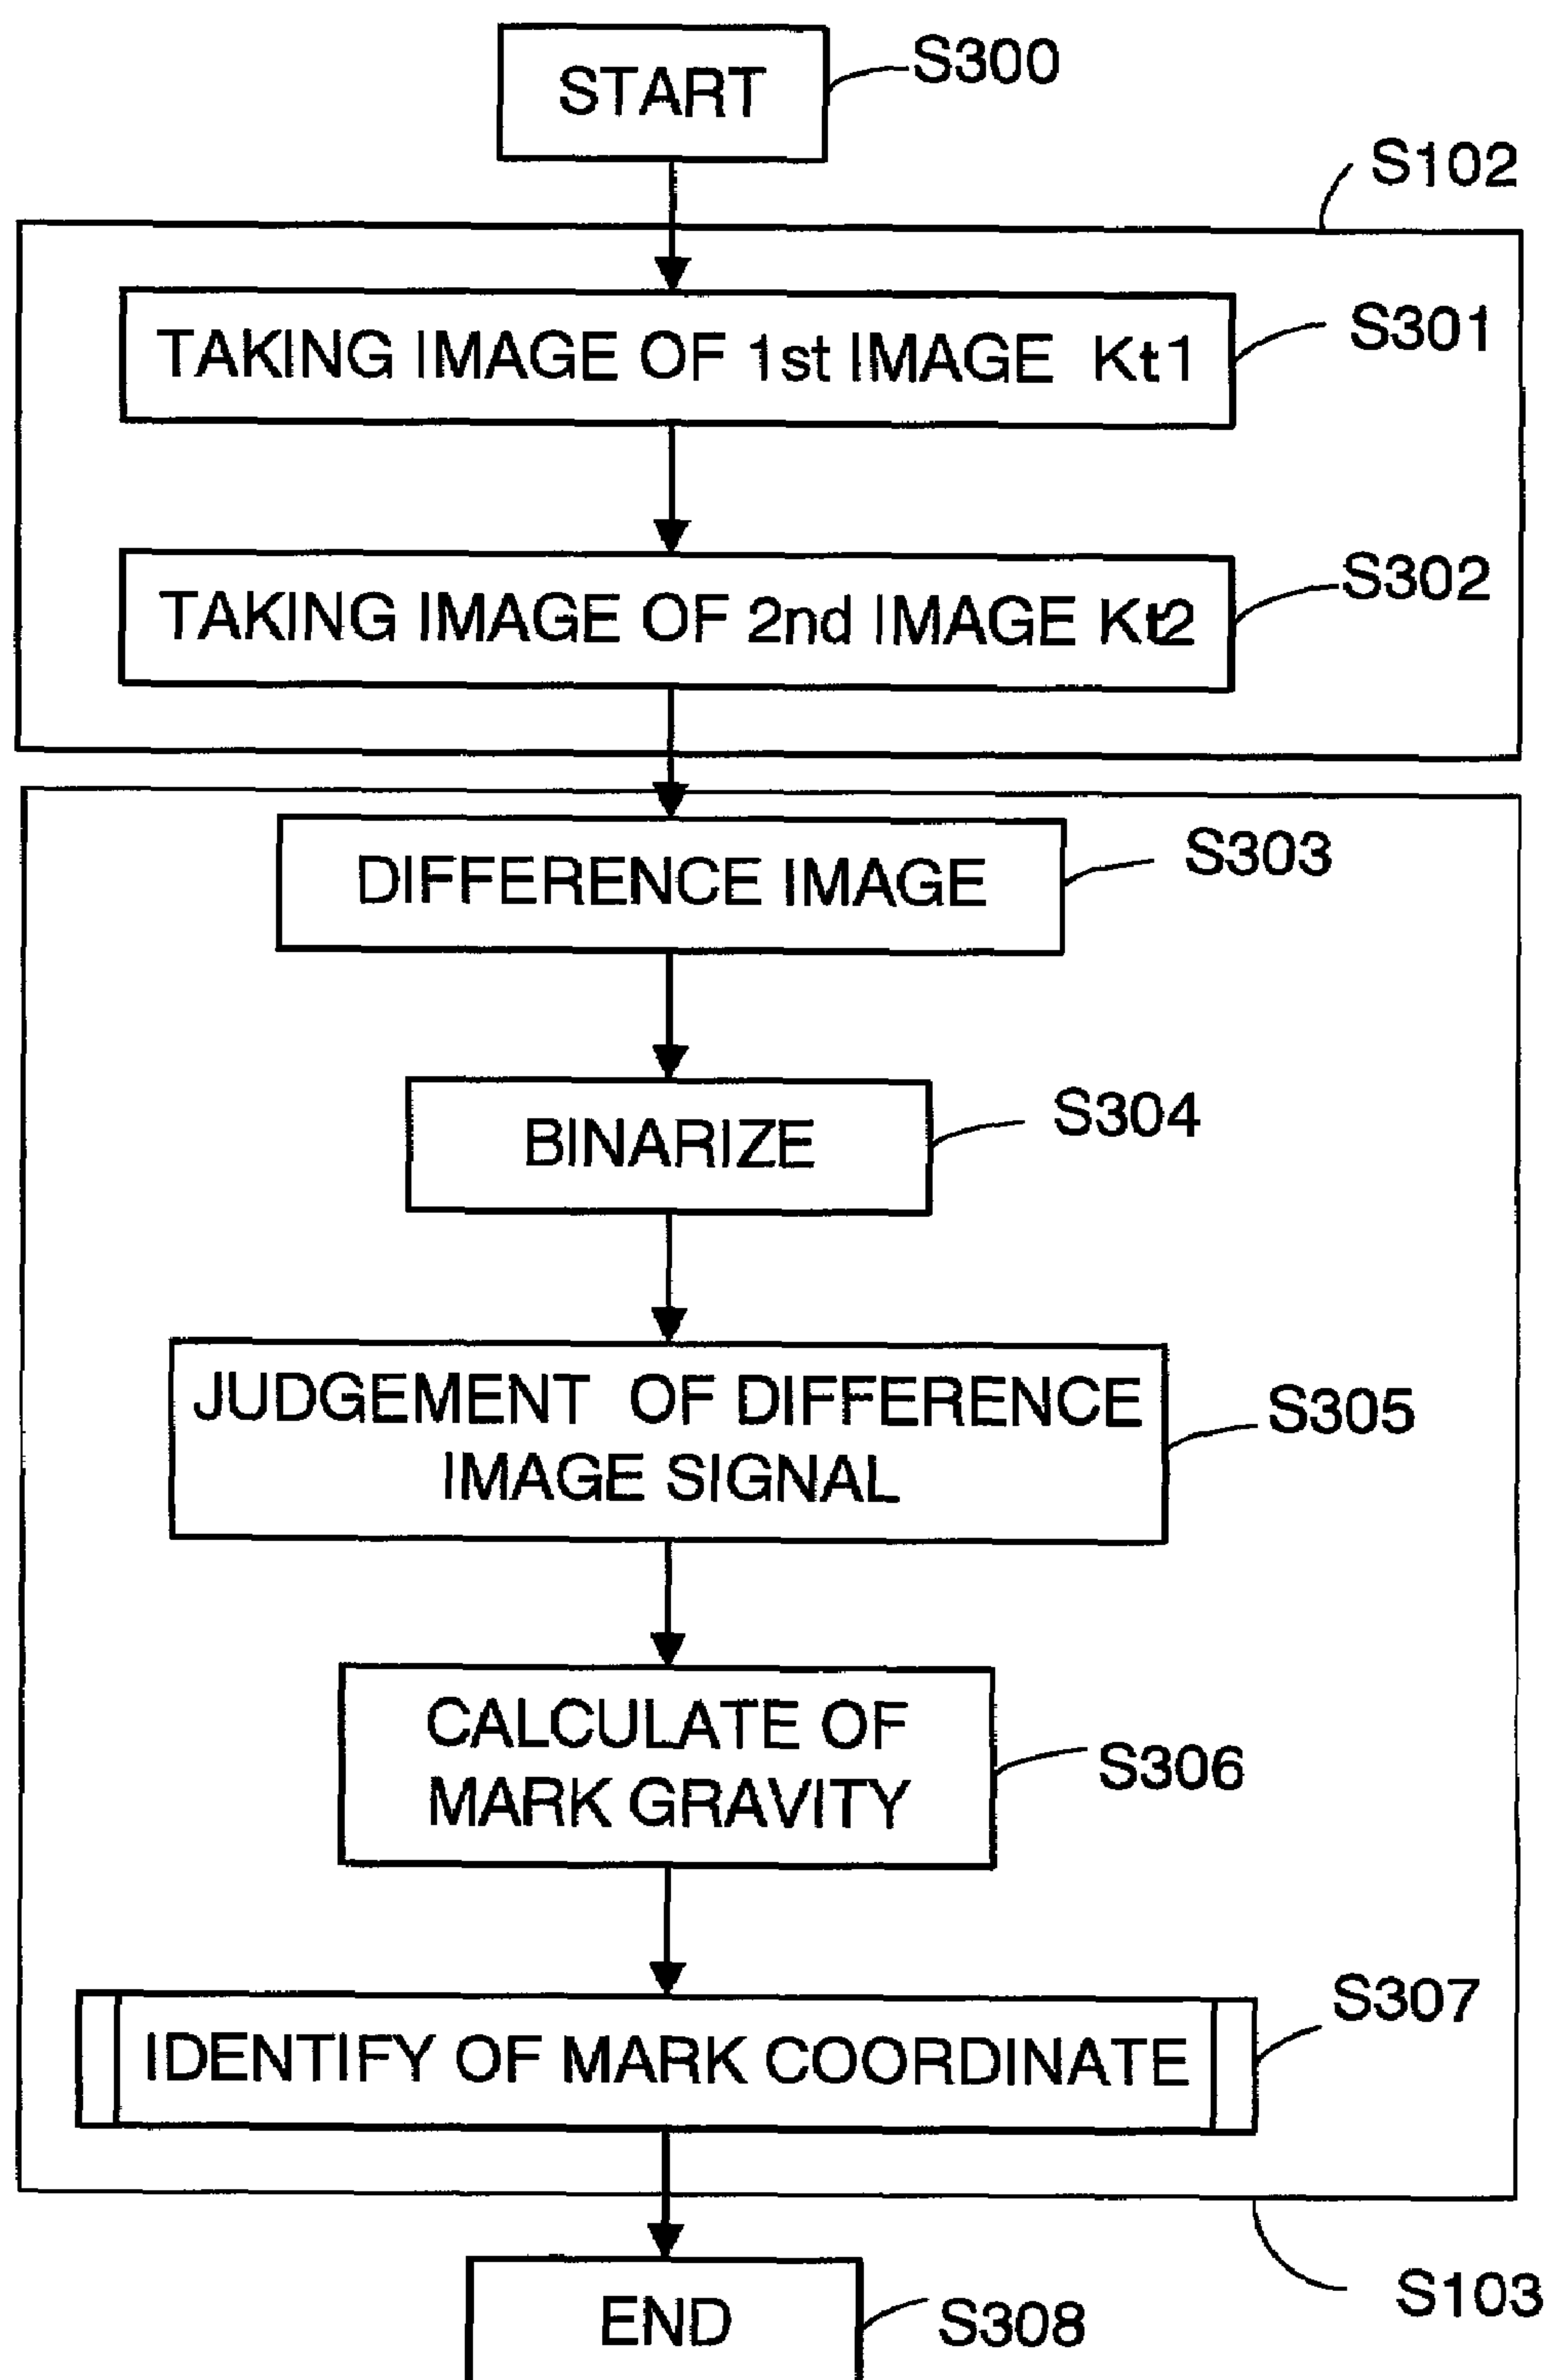 START
S300
S102
TAKING IMAGE OF 1st IMAGE Kt1
S301
TAKING IMAGE OF 2nd IMAGE Kt2
S302
DIFFERENCE IMAGE
S303
BINARIZE
S304
JUDGEMENT OF DIFFERENCE
IMAGE SIGNAL
S305
CALCULATE OF
MARK GRAVITY
S306
IDENTIFY OF MARK COORDINATE
S307
S103
END
S308